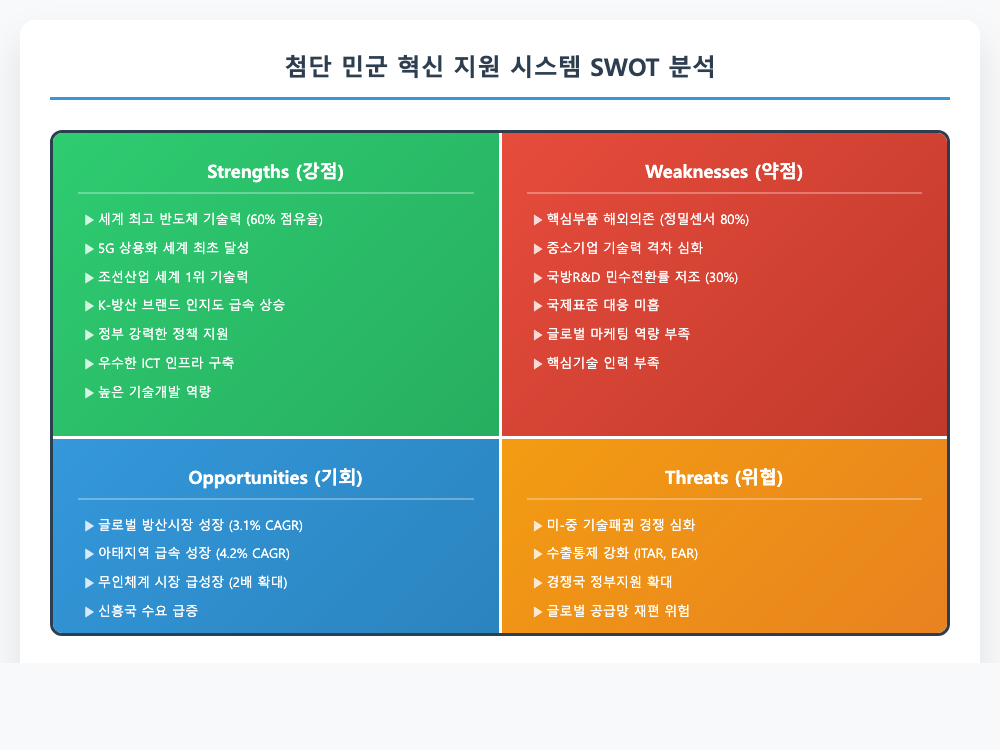 첨단 민군 혁신 지원 시스템 SWOT 분석
Strengths (강점)
▶ 세계 최고 반도체 기술력 (60% 점유율)
▶ 5G 상용화 세계 최초 달성
▶ 조선산업 세계 1위 기술력
▶ K-방산 브랜드 인지도 급속 상승
▶ 정부 강력한 정책 지원
▶ 우수한 ICT 인프라 구축
▶ 높은 기술개발 역량
Weaknesses (약점)
▶ 핵심부품 해외의존 (정밀센서 80%)
▶ 중소기업 기술력 격차 심화
▶ 국방R&D 민수전환률 저조 (30%)
▶ 국제표준 대응 미흡
▶ 글로벌 마케팅 역량 부족
▶ 핵심기술 인력 부족
Opportunities (기회)
▶ 글로벌 방산시장 성장 (3.1% CAGR)
▶ 아태지역 급속 성장 (4.2% CAGR)
▶ 무인체계 시장 급성장 (2배 확대)
▶ 신흥국 수요 급증
Threats (위협)
▶ 미-중 기술패권 경쟁 심화
▶ 수출통제 강화 (ITAR, EAR)
▶ 경쟁국 정부지원 확대
▶ 글로벌 공급망 재편 위험